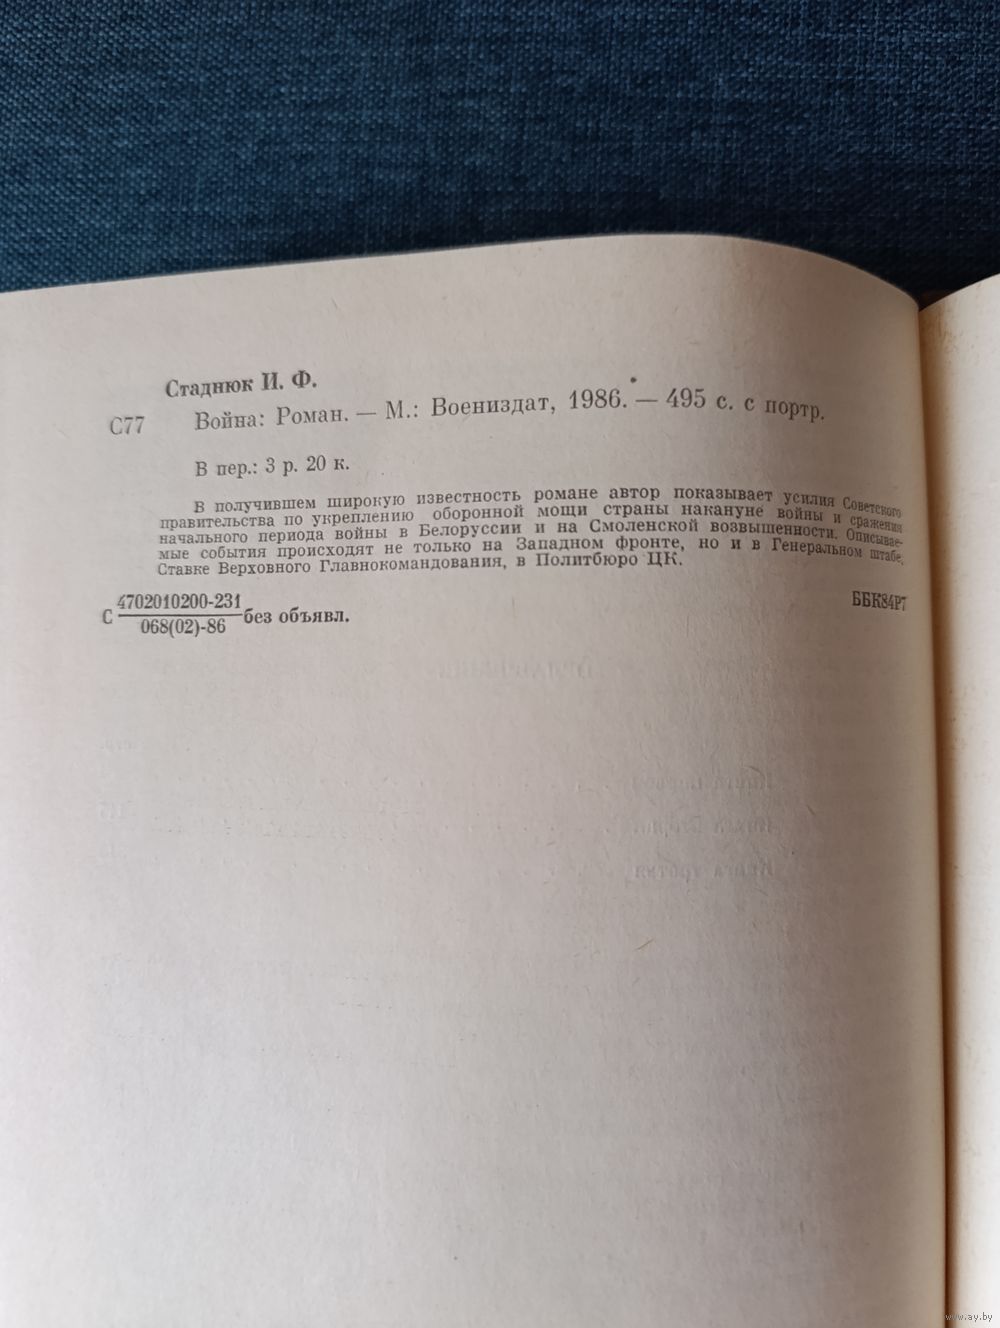 Стаднюк И. Ф.
С77 Война: Роман. — М.: Воениздат, 1986. — 495 с. с портр.
В пер.: 3 р. 20 к.
В получившем широкую известность романе автор показывает усилия Советского
правительства по укреплению оборонной мощи страны накануне войны и сражения
начального периода войны в Белоруссии и на Смоленской возвышенности. Описывае-
мые события происходят не только на Западном фронте, но и в Генеральном штабе,
Ставке Верховного Главнокомандования, в Политбюро ЦК.
С 4702010200-231
068(02)-86 без объявл.
ББК84Р7
www.ay.by